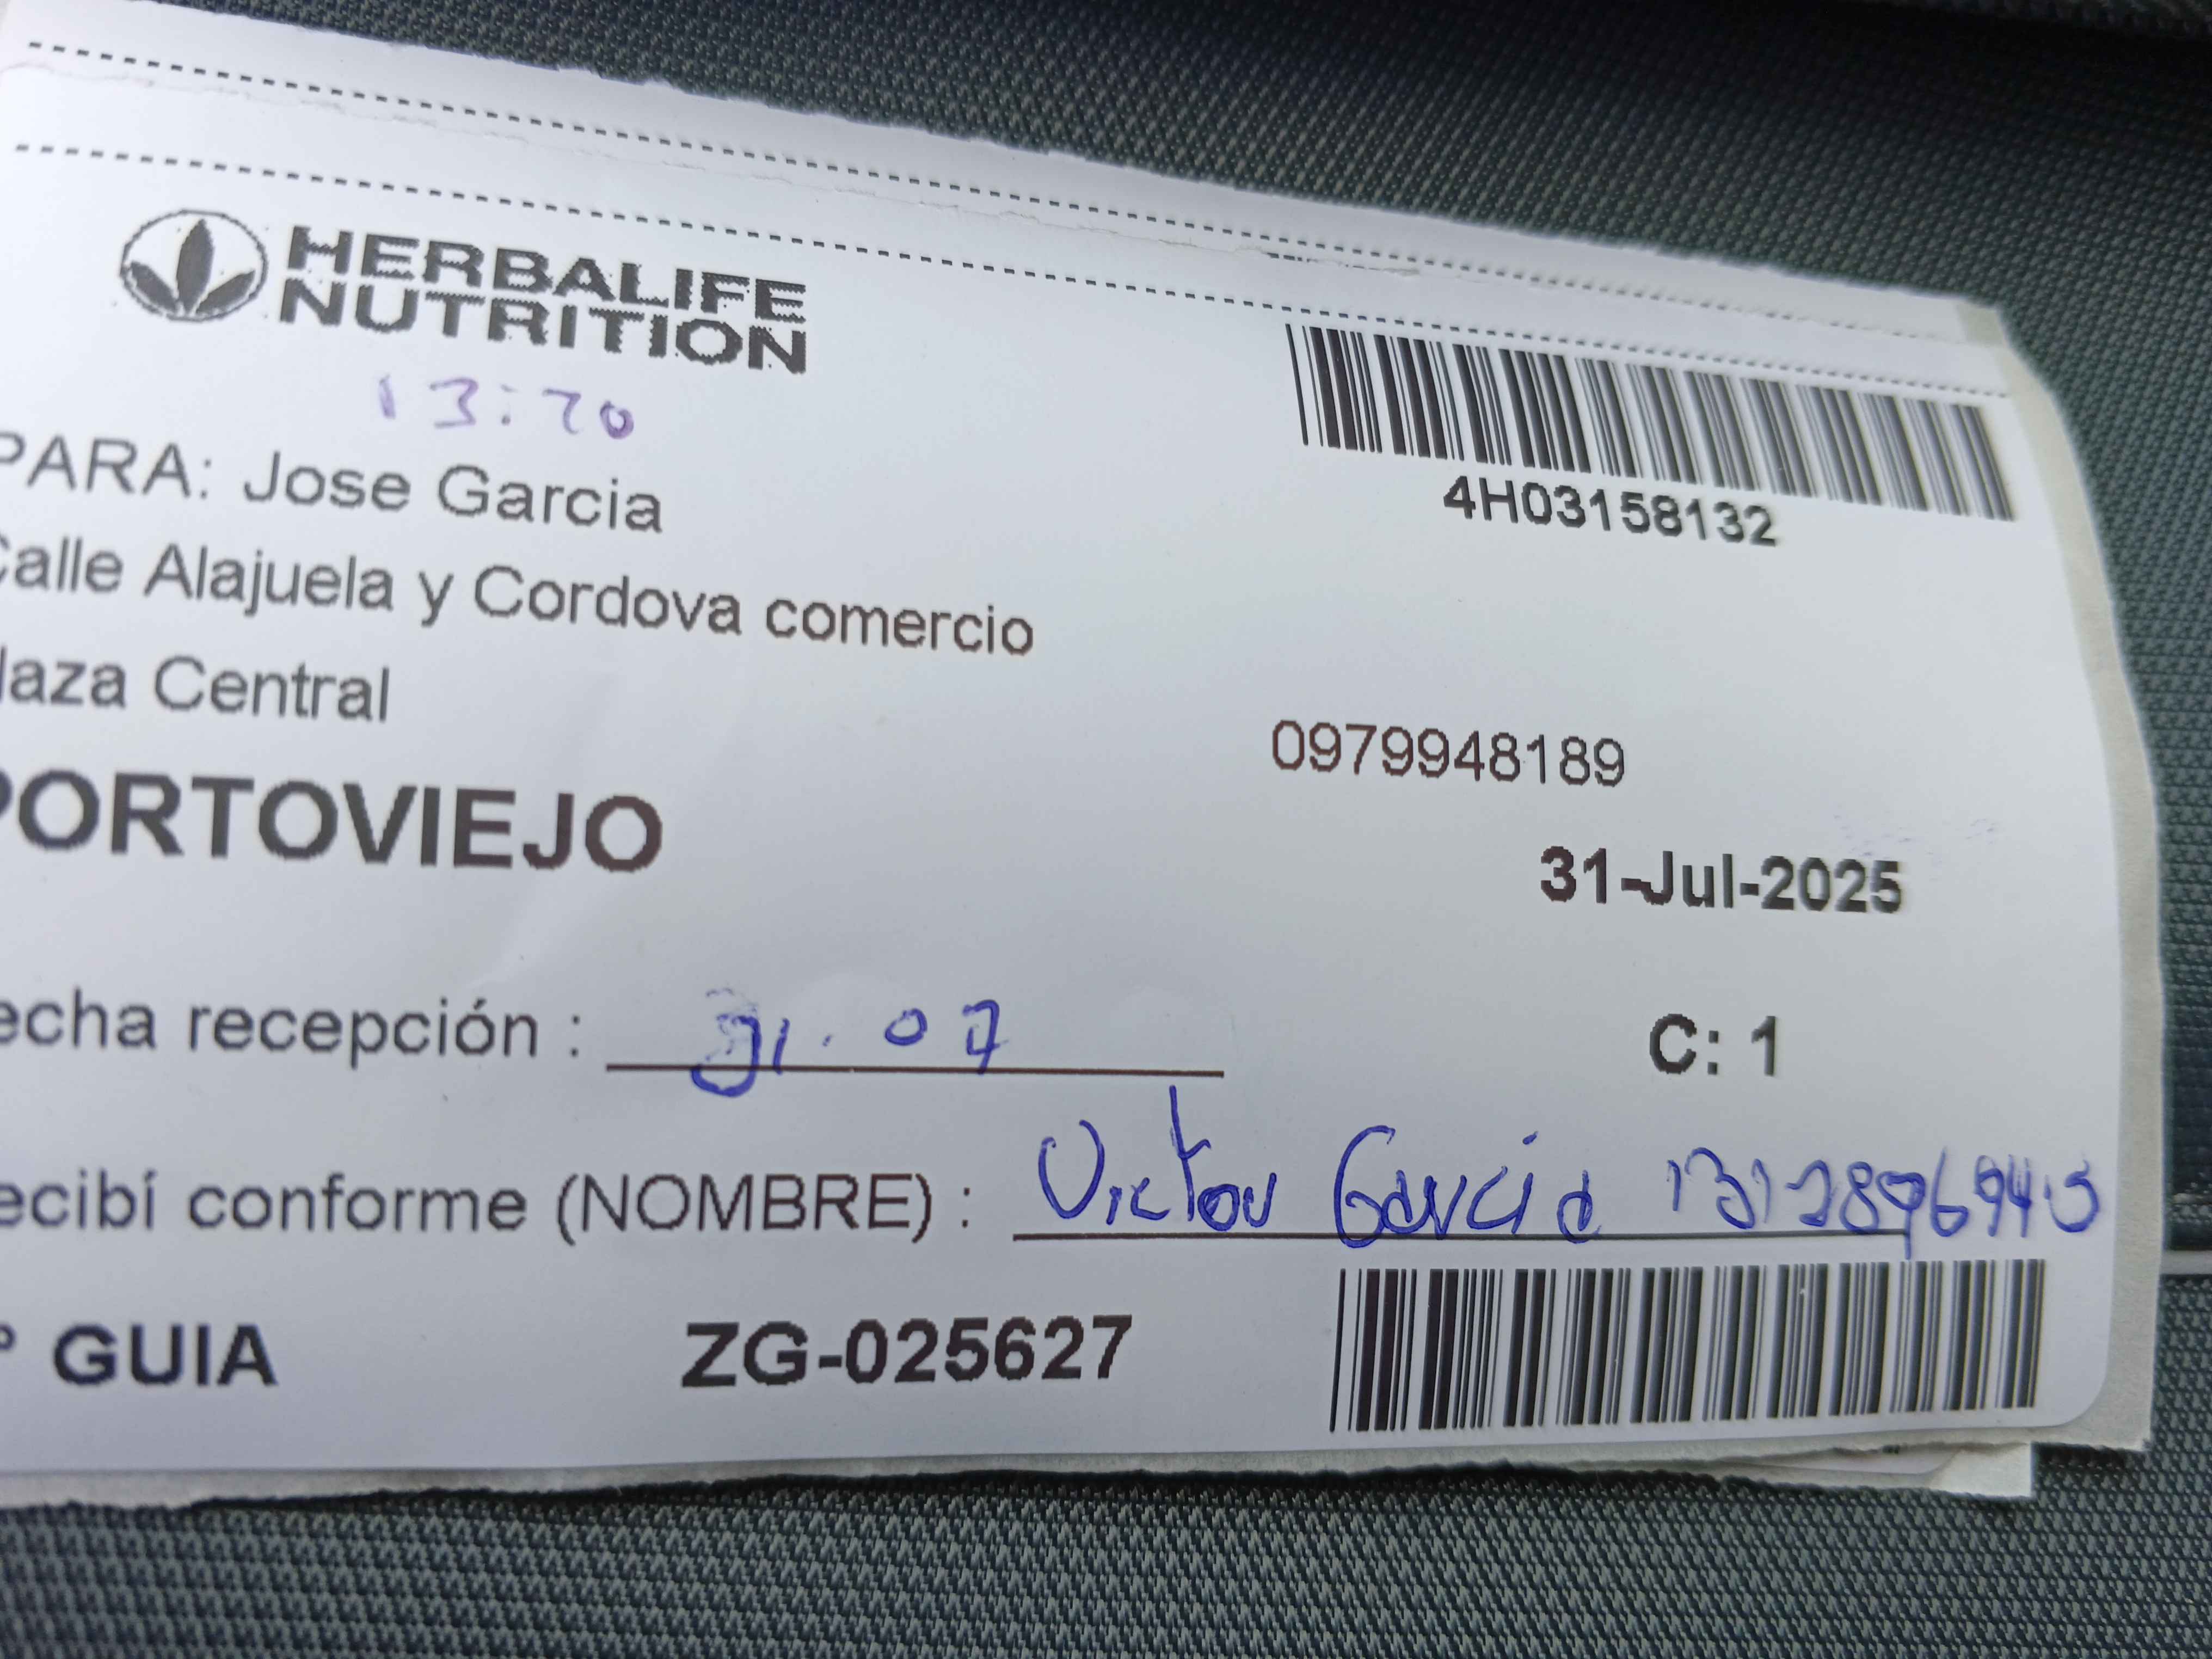 HERBALIFE
NUTRITION
13:20
PARA: Jose Garcia
4H03158132
Calle Alajuela y Cordova comercio
laza Central
0979948189
PORTOVIEJO
31-Jul-2025
echa recepción : 31.07
C: 1
ecibí conforme (NOMBRE) : Victor Garcia
° GUIA ZG-025627